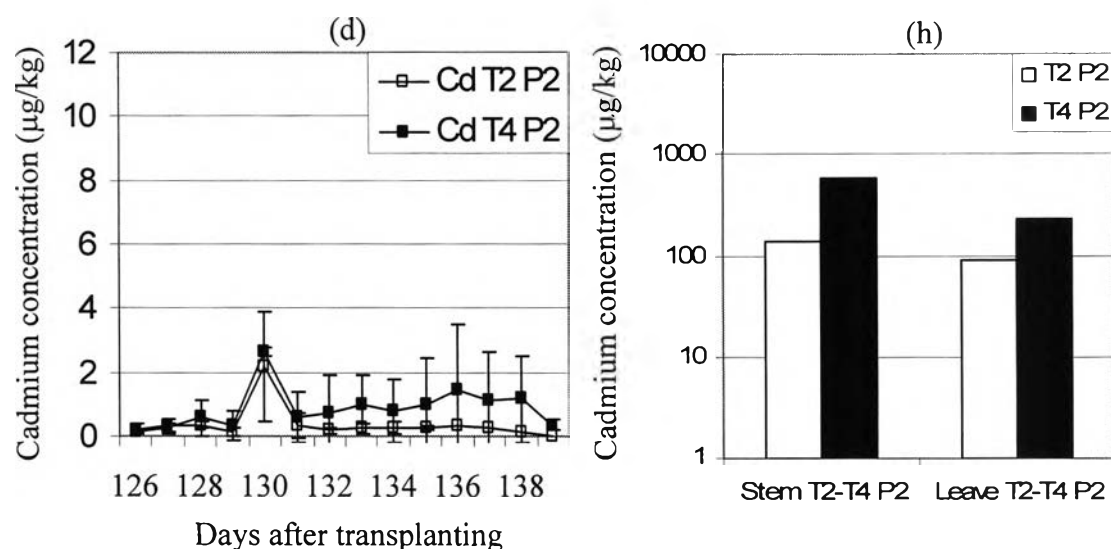 (d)
Cadmium concentration (µg/kg)
12
10
8
6
4
2
0
Cd T2 P2
Cd T4 P2
126 128 130 132 134 136 138
Days after transplanting
(h)
Cadmium concentration (µg/kg)
10000
1000
100
10
1
T2 P2
T4 P2
Stem T2-T4 P2 Leave T2-T4 P2